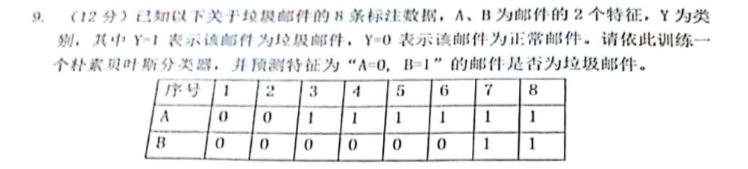 9. (12 分) 已知以下关于垃圾邮件的 8 条标注数据，A、B 为邮件的 2 个特征，Y 为类
别，其中 Y=1 表示该邮件为垃圾邮件，Y=0 表示该邮件为正常邮件。请依此训练一
个朴素贝叶斯分类器，并预测特征为“A=0, B=1”的邮件是否为垃圾邮件。
序号 1 2 3 4 5 6 7 8
A 0 0 1 1 1 1 1 1
B 0 0 0 0 0 0 1 1